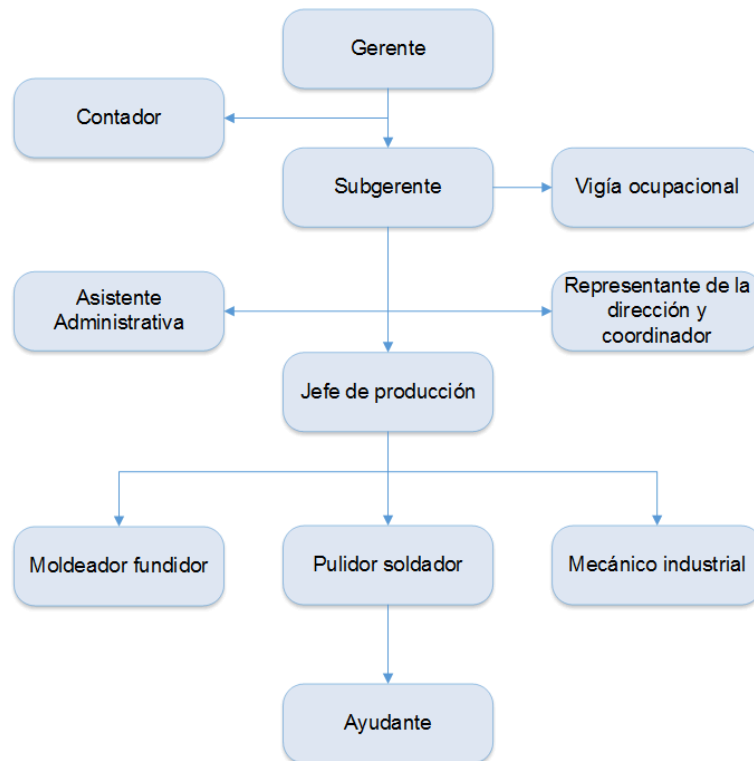 Gerente
Contador
Subgerente
Vigía ocupacional
Asistente
Administrativa
Representante de la
dirección y
coordinador
Jefe de producción
Moldeador fundidor
Pulidor soldador
Mecánico industrial
Ayudante